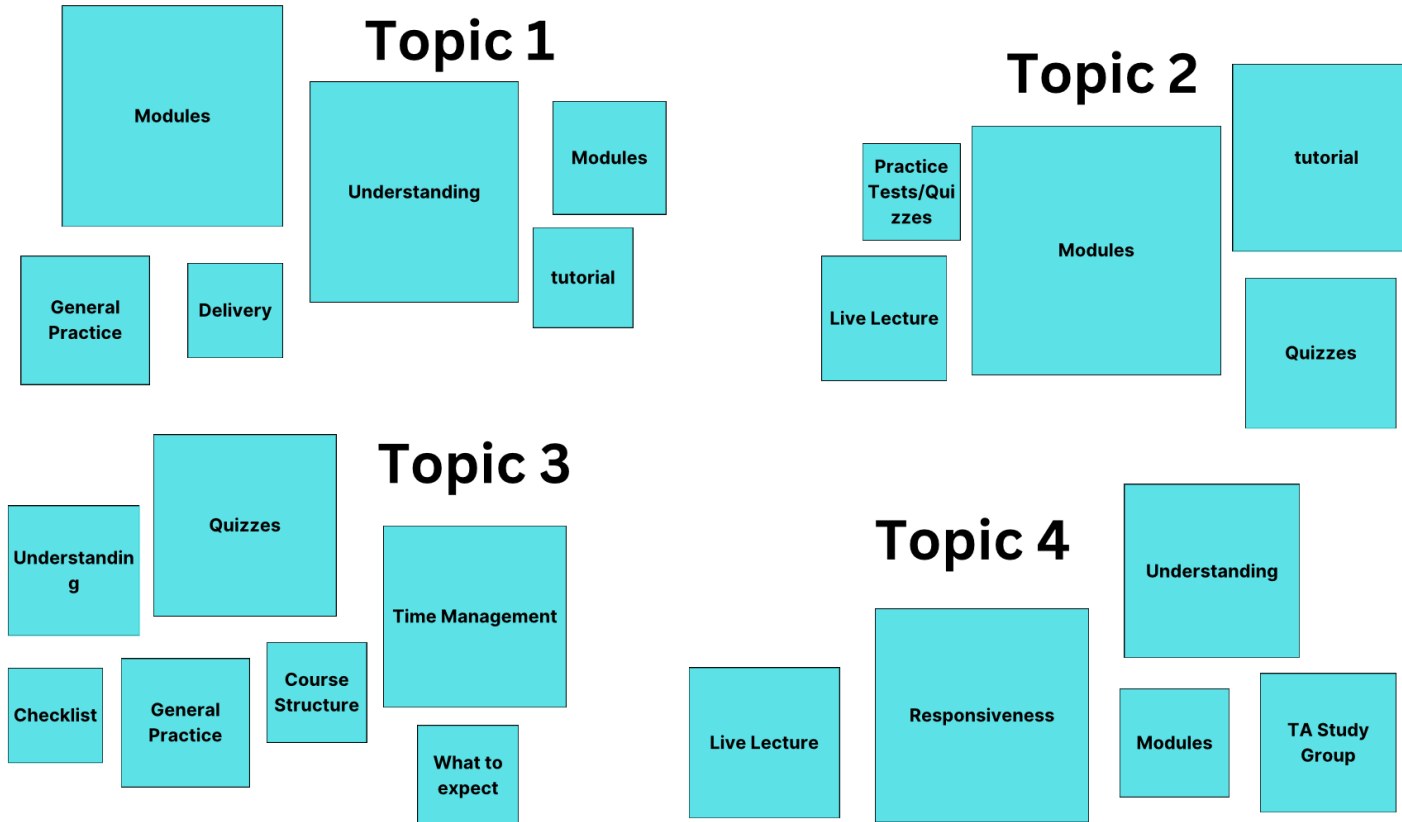 Topic 1
Modules
Understanding
Modules
tutorial
General
Practice
Delivery
Topic 2
Practice
Tests/Qui
zzes
Modules
tutorial
Live Lecture
Quizzes
Topic 3
Quizzes
Understandin
g
Time Management
Checklist
General
Practice
Course
Structure
What to
expect
Topic 4
Understanding
Responsiveness
Live Lecture
Modules
TA Study
Group